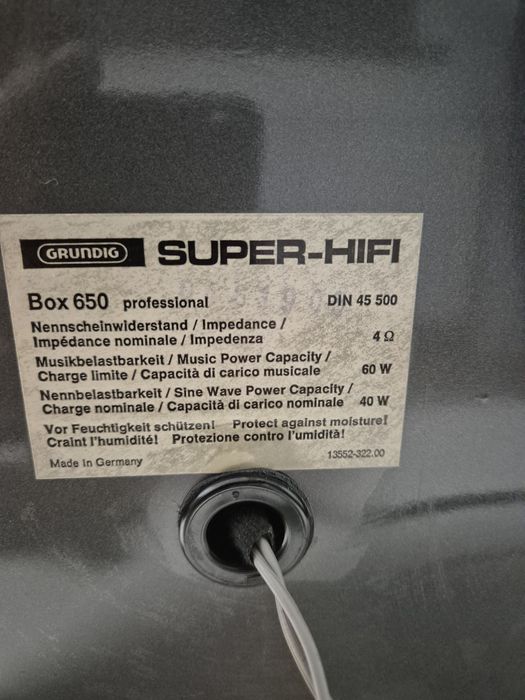 GRUNDIG SUPER-HIFI
Box 650 professional DIN 45 500
Nennscheinwiderstand / Impedance /
Impédance nominale / Impedenza 4 Ω
Musikbelastbarkeit / Music Power Capacity /
Charge limite / Capacità di carico musicale 60 W
Nennbelastbarkeit / Sine Wave Power Capacity /
Charge nominale / Capacità di carico nominale 40 W
Vor Feuchtigkeit schützen! Protect against moisture!
Craint l'humidité! Protezione contro l'umidità!
Made in Germany 13552-322.00